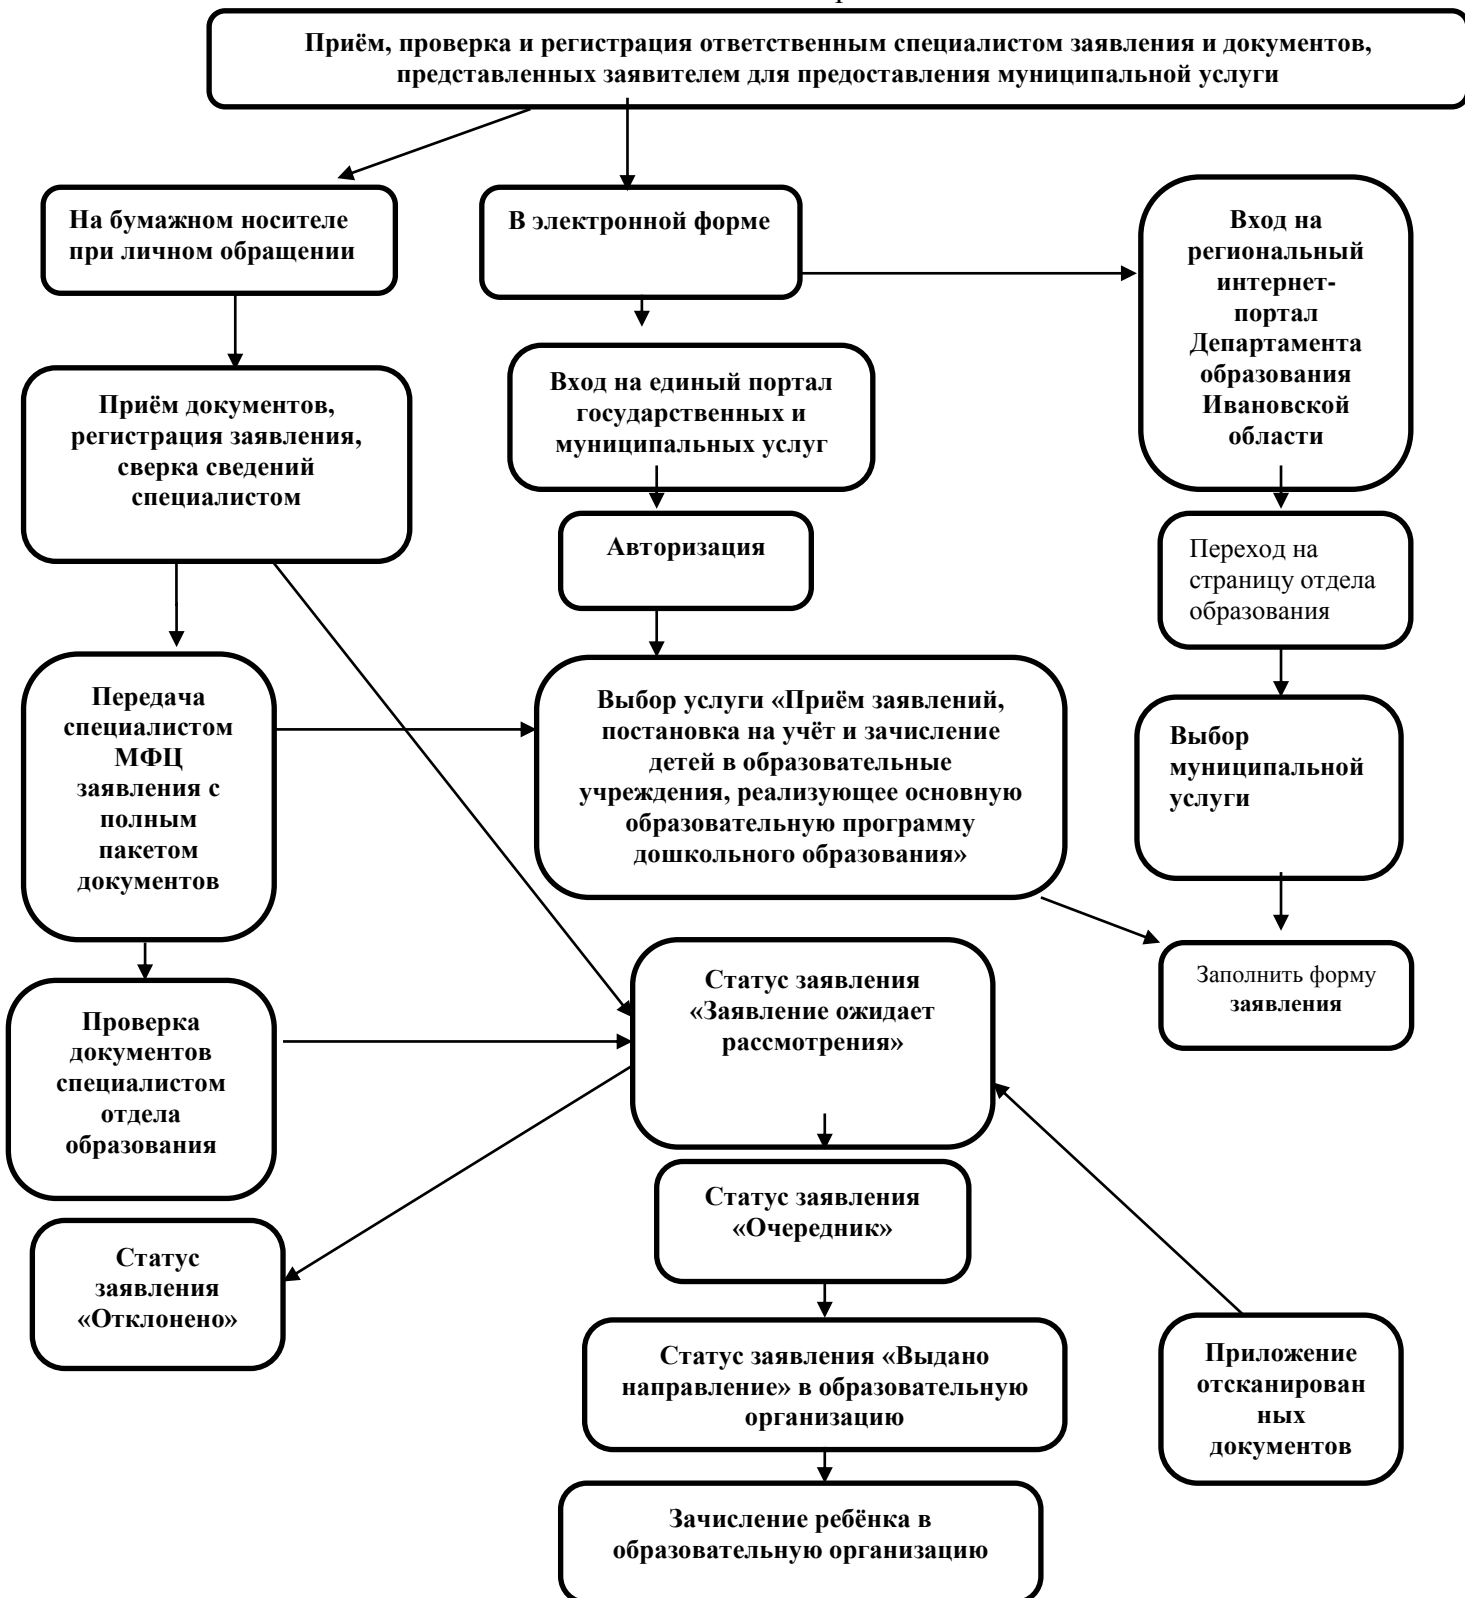 Приём, проверка и регистрация ответственным специалистом заявления и документов,
представленных заявителем для предоставления муниципальной услуги
На бумажном носителе
при личном обращении
В электронной форме
Вход на
региональный
интернет-
портал
Департамента
образования
Ивановской
области
Приём документов,
регистрация заявления,
сверка сведений
специалистом
Вход на единый портал
государственных и
муниципальных услуг
Авторизация
Переход на
страницу отдела
образования
Передача
специалистом
МФЦ
заявления с
полным
пакетом
документов
Выбор услуги «Приём заявлений,
постановка на учёт и зачисление
детей в образовательные
учреждения, реализующее основную
образовательную программу
дошкольного образования»
Выбор
муниципальной
услуги
Статус заявления
«Заявление ожидает
рассмотрения»
Заполнить форму
заявления
Проверка
документов
специалистом
отдела
образования
Статус заявления
«Очередник»
Статус
заявления
«Отклонено»
Статус заявления «Выдано
направление» в образовательную
организацию
Приложение
отсканирован
ных
документов
Зачисление ребёнка в
образовательную организацию